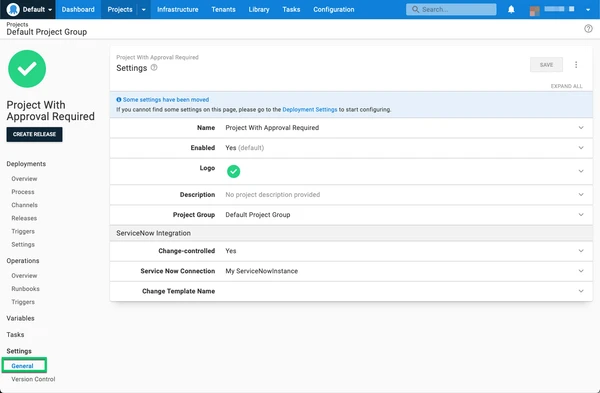 Default
Dashboard
Projects
Infrastructure
Tenants
Library
Tasks
Configuration
Search...
Projects
Default Project Group
Project With
Approval Required
CREATE RELEASE
Deployments
Overview
Process
Channels
Releases
Triggers
Settings
Operations
Overview
Runbooks
Triggers
Variables
Tasks
Settings
General
Version Control
Project With Approval Required
Settings
SAVE
EXPAND ALL
Some settings have been moved
If you cannot find some settings on this page, please go to the Deployment Settings to start configuring.
Name Project With Approval Required
Enabled Yes (default)
Logo
Description No project description provided
Project Group Default Project Group
ServiceNow Integration
Change-controlled Yes
Service Now Connection My ServiceNowInstance
Change Template Name